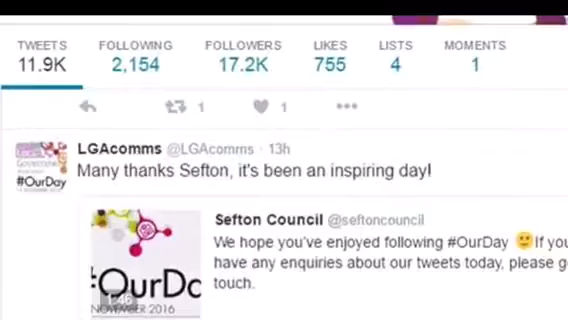 TWEETS FOLLOWING FOLLOWERS LIKES LISTS MOMENTS
11.9K 2,154 17.2K 755 4 1
1 1
LGAcomms @LGAcomms · 13h
Many thanks Sefton, it's been an inspiring day!
#OurDay
Sefton Council @seftoncouncil
We hope you've enjoyed following #OurDay 🙂 If you
have any enquiries about our tweets today, please g
touch.
#OurDa
1:46
NOVEMBER 2016